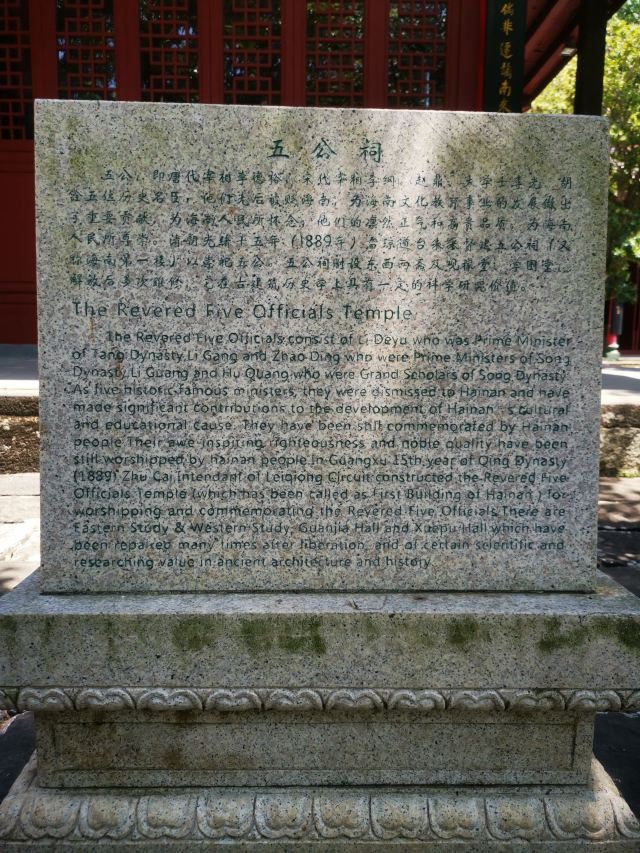 五公祠
五公，即唐代宰相李德裕，宋代宰相李纲、赵鼎，大学士李光、胡
铨五位历史名臣，他们先后被贬海南，为海南文化教育事业的发展做出
了重要贡献，为海南人民所怀念，他们的凛然正气和高贵品质，为海南
人民所尊崇。清朝光绪十五年(1889年)，雷琼道台朱采建五公祠（又
称海南第一楼）以崇祀五公。五公祠附设东西两斋及观稼堂、学圃堂，
解放后多次维修，它在古建筑历史学上具有一定的科学研究价值。
The Revered Five Officials Temple
The Revered Five Officials consist of Li Deyu who was Prime Minister
of Tang Dynasty, Li Gang and Zhao Ding who were Prime Ministers of Song
Dynasty, Li Guang and Hu Quang who were Grand Scholars of Song Dynasty.
As five historic famous ministers, they were dismissed to Hainan and have
made significant contributions to the development of Hainan's cultural
and educational cause. They have been still commemorated by Hainan
people. Their awe inspiring righteousness and noble quality have been
still worshipped by hainan people. In Guangxu 15th year of Qing Dynasty
(1889) Zhu Cai Intendant of Leiqiong Circuit constructed the Revered Five
Officials Temple (which has been called as First Building of Hainan) for
worshipping and commemorating the Revered Five Officials. There are
Eastern Study & Western Study, Guanjia Hall and Xuepu Hall which have
been repaired many times after liberation, and of certain scientific and
researching value in ancient architecture and history.